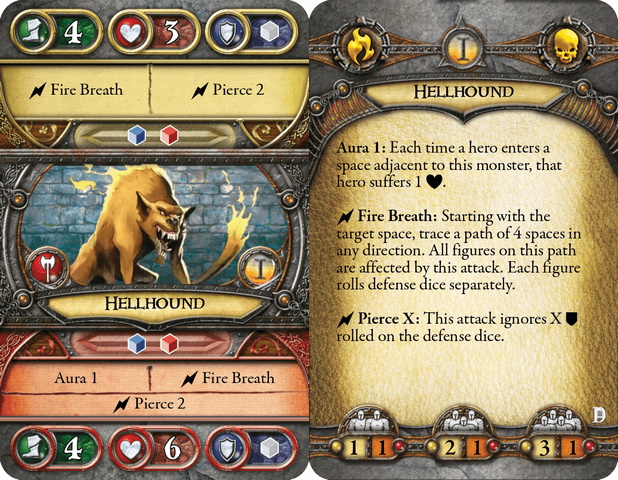 4 3
Fire Breath Pierce 2
I
HELLHOUND
Aura 1 Fire Breath
Pierce 2
4 6
I
HELLHOUND
Aura 1: Each time a hero enters a
space adjacent to this monster, that
hero suffers 1 .
Fire Breath: Starting with the
target space, trace a path of 4 spaces in
any direction. All figures on this path
are affected by this attack. Each figure
rolls defense dice separately.
Pierce X: This attack ignores X
rolled on the defense dice.
D
1 1 2 1 3 1